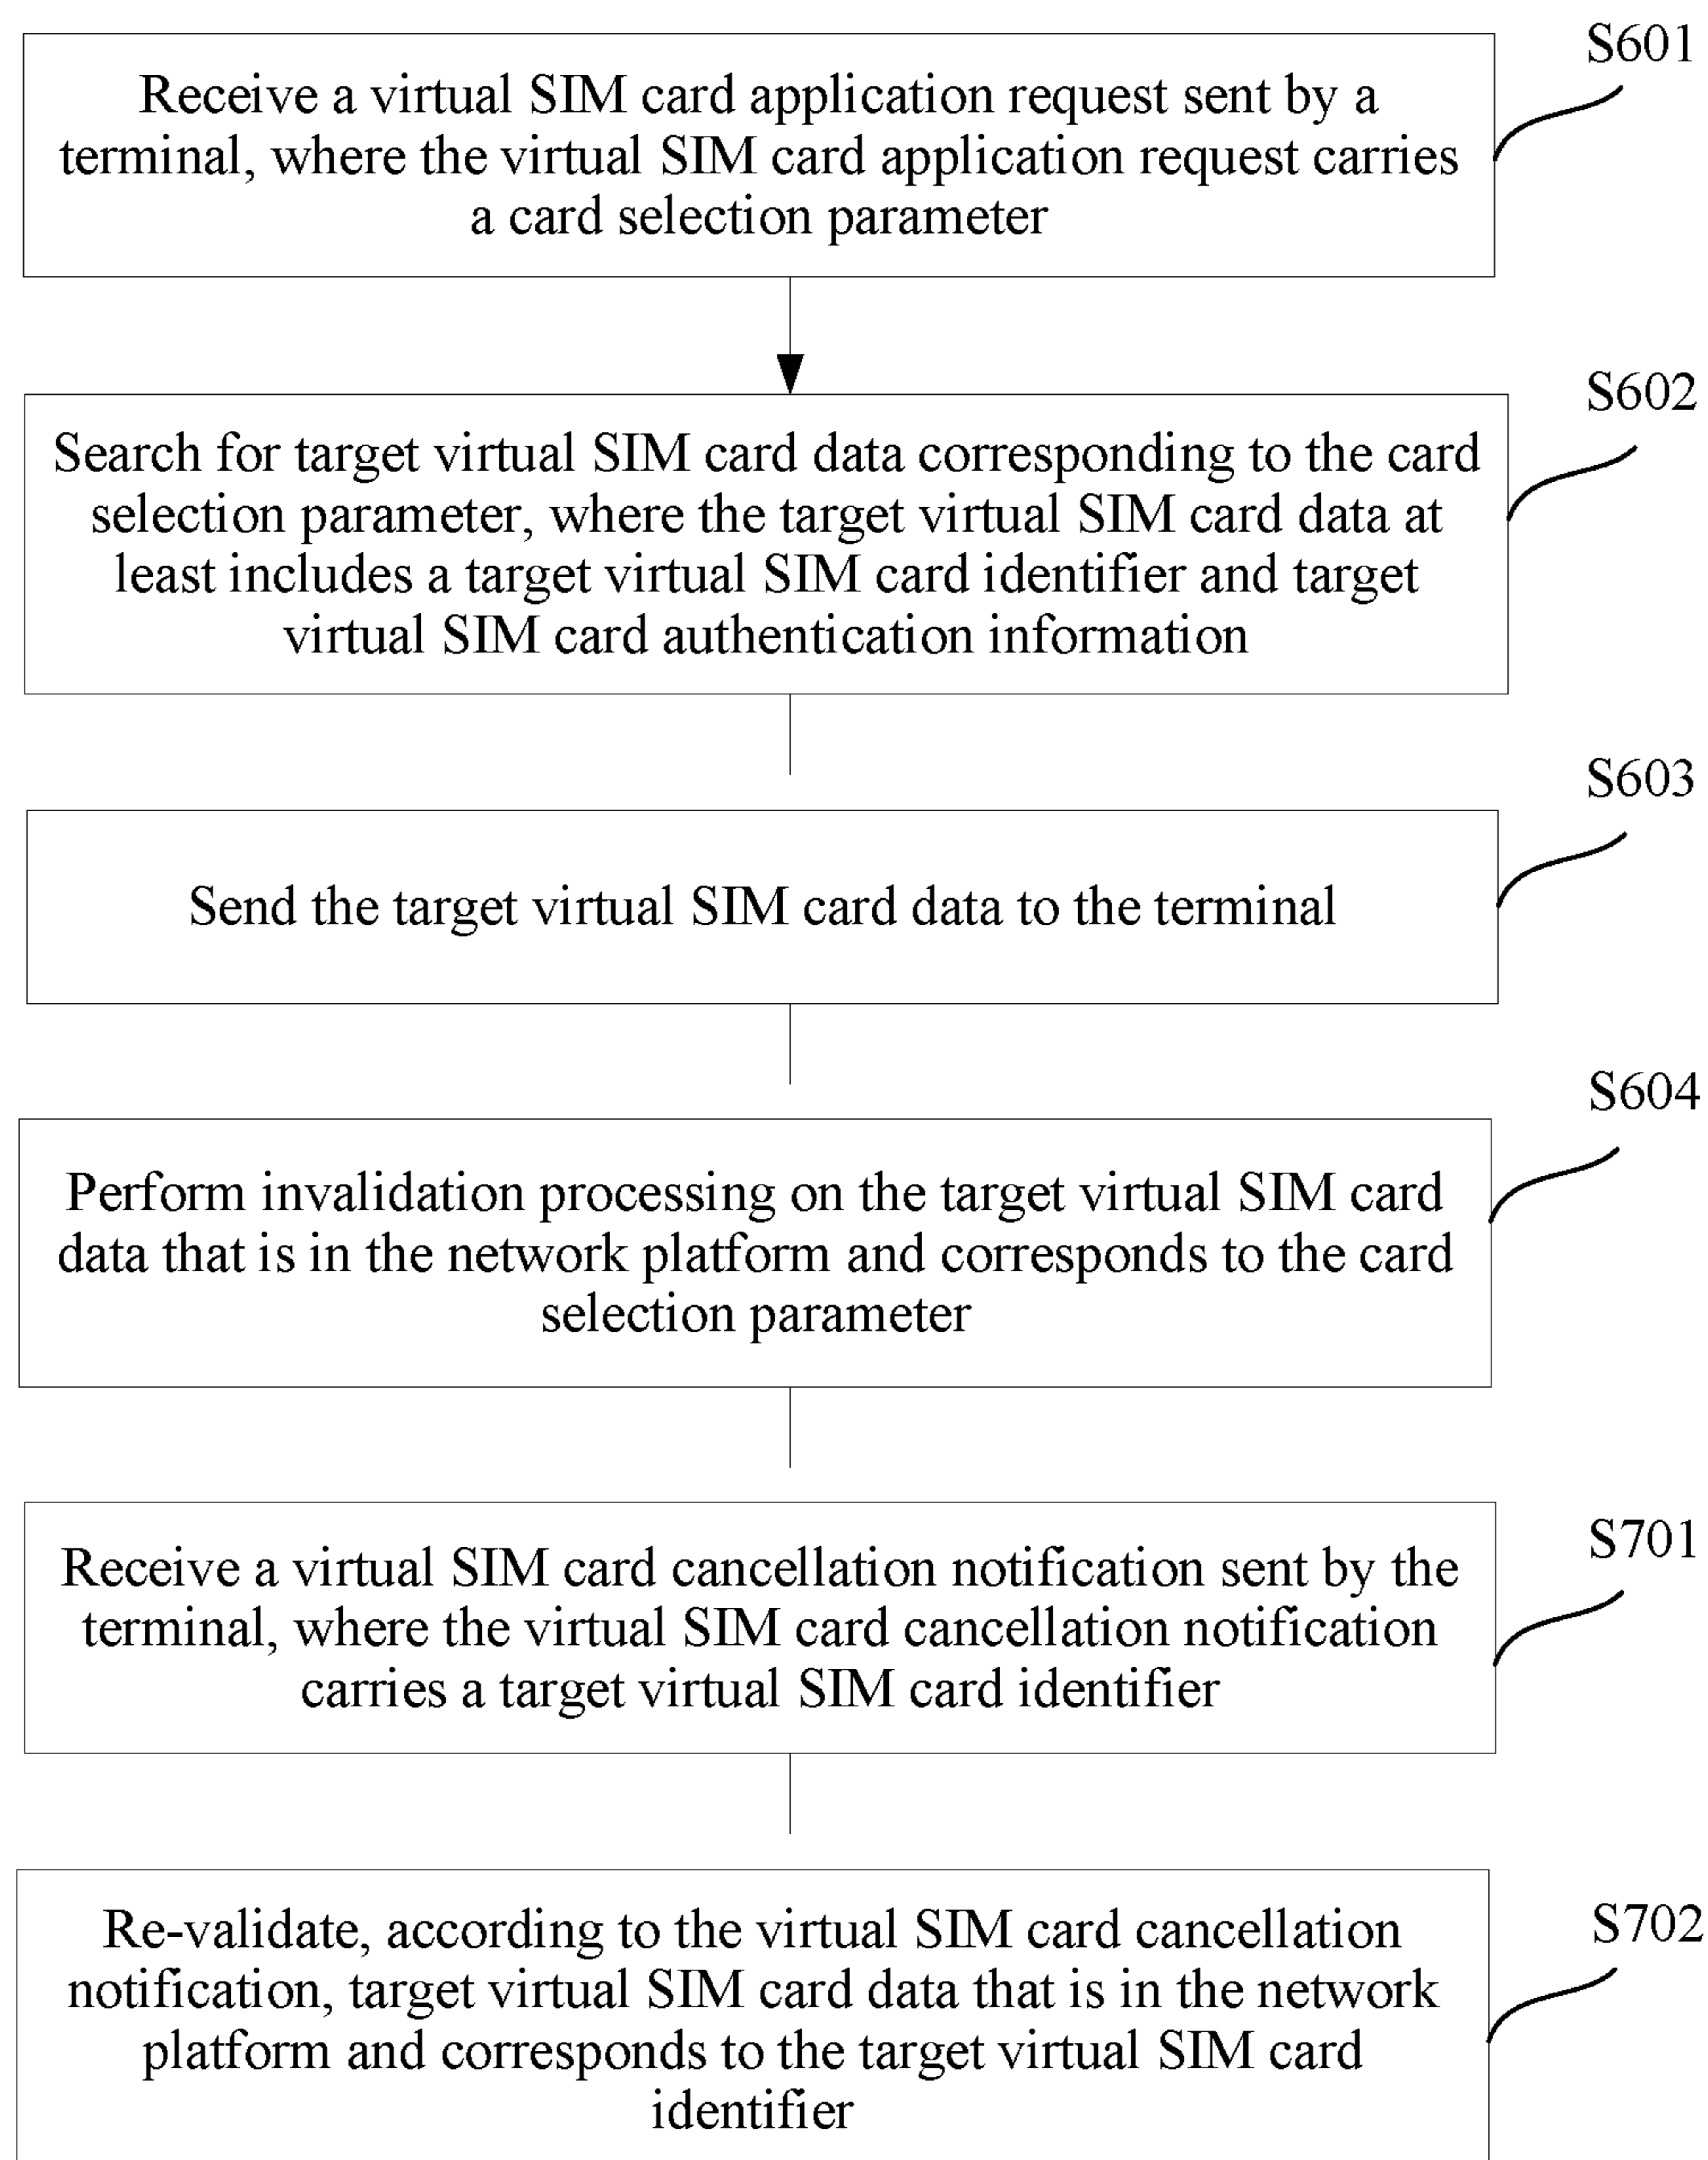 S601
Receive a virtual SIM card application request sent by a
terminal, where the virtual SIM card application request carries
a card selection parameter
S602
Search for target virtual SIM card data corresponding to the card
selection parameter, where the target virtual SIM card data at
least includes a target virtual SIM card identifier and target
virtual SIM card authentication information
S603
Send the target virtual SIM card data to the terminal
S604
Perform invalidation processing on the target virtual SIM card
data that is in the network platform and corresponds to the card
selection parameter
S701
Receive a virtual SIM card cancellation notification sent by the
terminal, where the virtual SIM card cancellation notification
carries a target virtual SIM card identifier
S702
Re-validate, according to the virtual SIM card cancellation
notification, target virtual SIM card data that is in the network
platform and corresponds to the target virtual SIM card
identifier